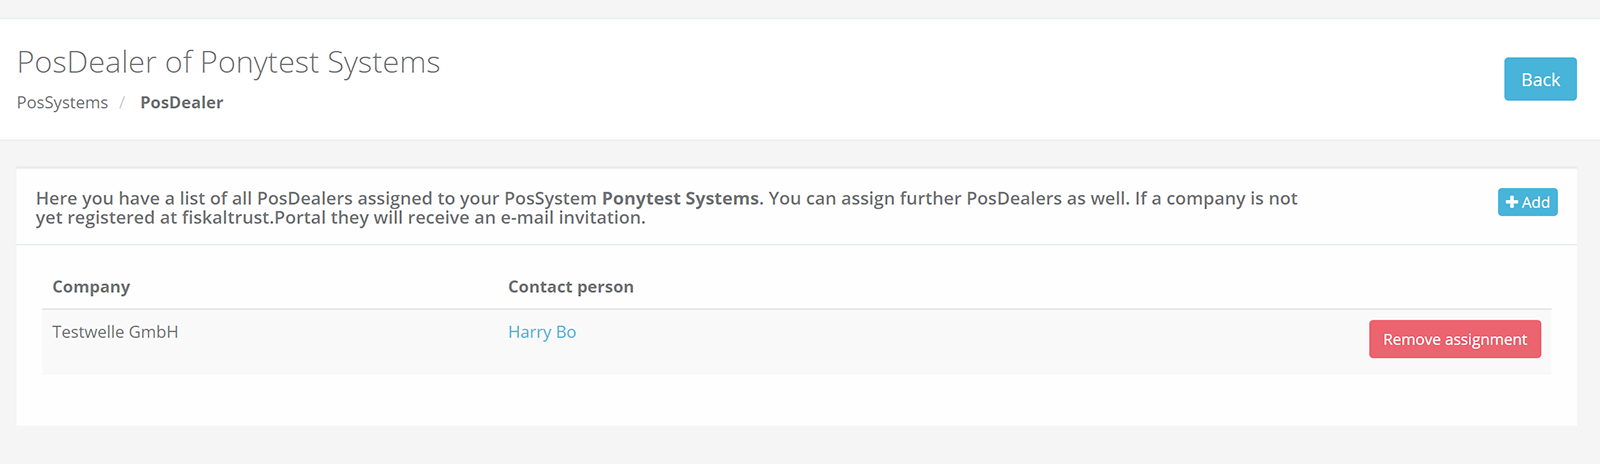 PosDealer of Ponytest Systems
Back
PosSystems / PosDealer
Here you have a list of all PosDealers assigned to your PosSystem Ponytest Systems. You can assign further PosDealers as well. If a company is not
yet registered at fiskaltrust.Portal they will receive an e-mail invitation.
+ Add
Company Contact person
Testwelle GmbH Harry Bo Remove assignment